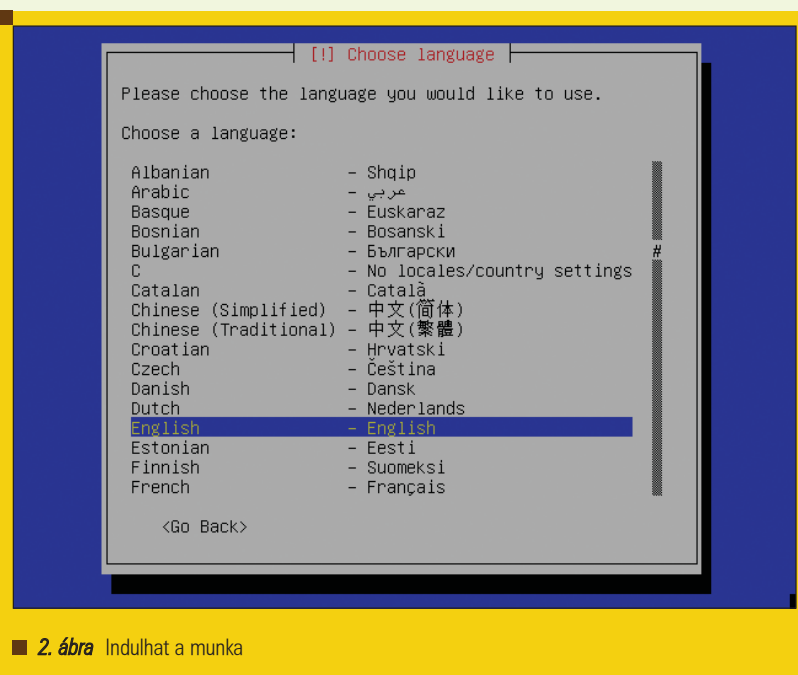 [!] Choose language
Please choose the language you would like to use.
Choose a language:
Albanian - Shqip
Arabic - عربي
Basque - Euskaraz
Bosnian - Bosanski
Bulgarian - Български
C - No locales/country settings
Catalan - Català
Chinese (Simplified) - 中文(简体)
Chinese (Traditional) - 中文(繁體)
Croatian - Hrvatski
Czech - Čeština
Danish - Dansk
Dutch - Nederlands
English - English
Estonian - Eesti
Finnish - Suomeksi
French - Français
<Go Back>
2. ábra Indulhat a munka